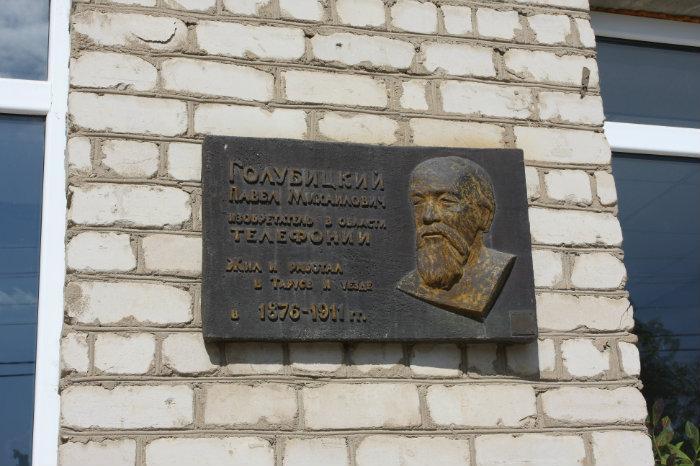 ГОЛУБИЦКИЙ
ПАВЕЛ МИХАЙЛОВИЧ,
ИЗОБРЕТАТЕЛЬ В ОБЛАСТИ
ТЕЛЕФОНИИ
ЖИЛ И РАБОТАЛ
В ТАРУСЕ И УЕЗДЕ
В 1876-1911 ГГ.